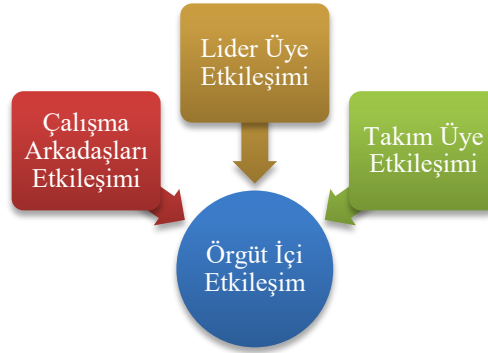 Lider Üye
Etkileşimi
Çalışma
Arkadaşları
Etkileşimi
Takım Üye
Etkileşimi
Örgüt İçi
Etkileşim